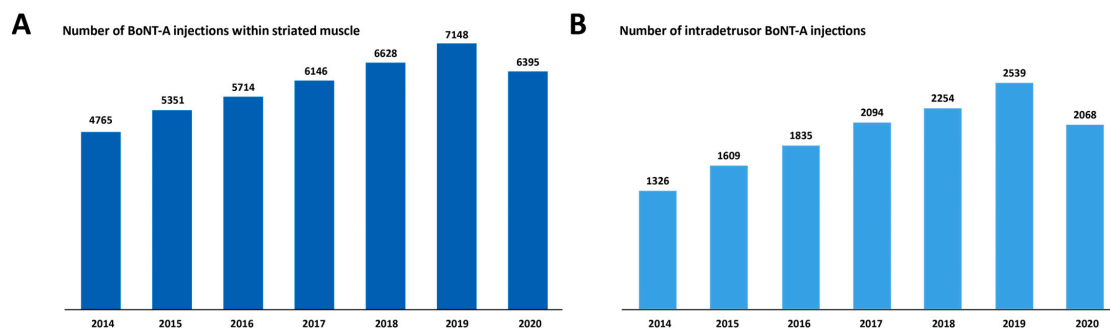 A
Number of BoNT-A injections within striated muscle
4765
5351
5714
6146
6628
7148
6395
2014 2015 2016 2017 2018 2019 2020
B
Number of intradetrusor BoNT-A injections
1326
1609
1835
2094
2254
2539
2068
2014 2015 2016 2017 2018 2019 2020